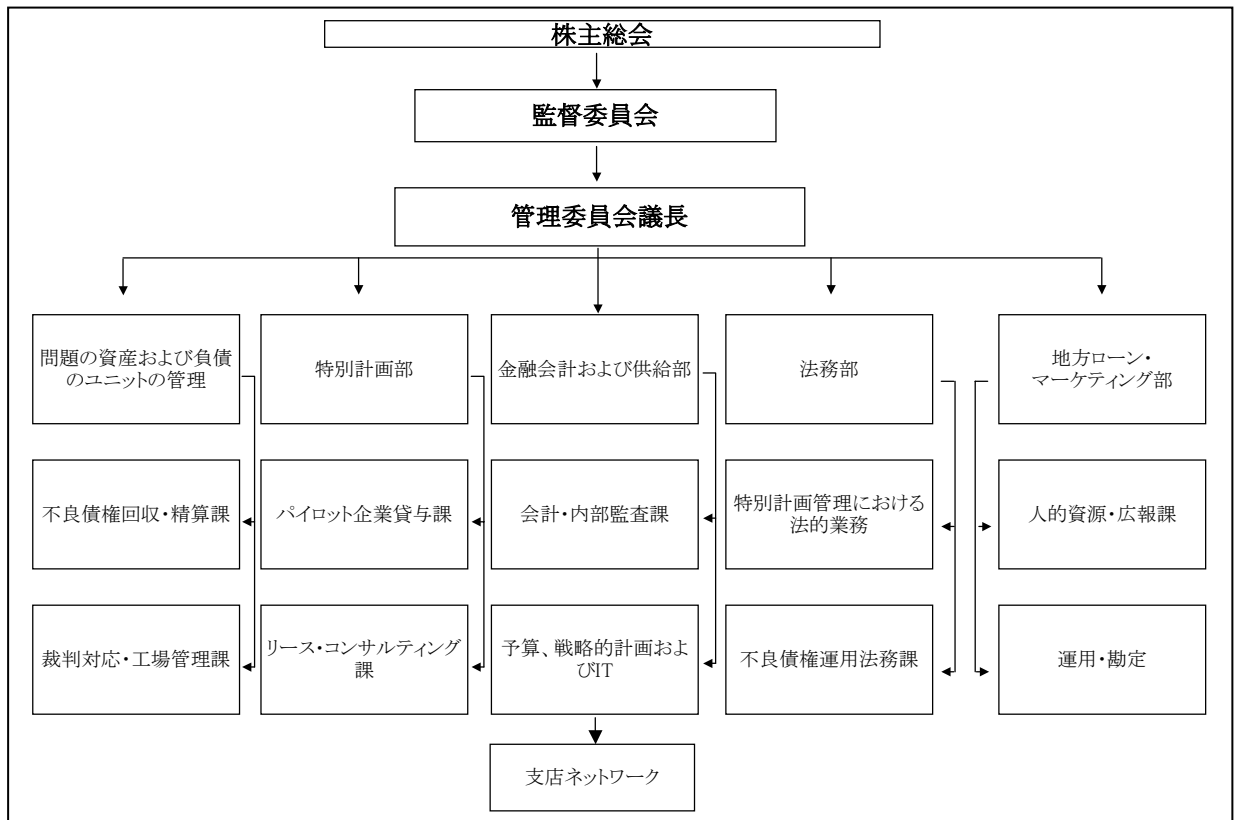 株主総会
監督委員会
管理委員会議長
問題の資産および負債
のユニットの管理
特別計画部
金融会計および供給部
法務部
地方ローン・
マーケティング部
不良債権回収・精算課
パイロット企業貸与課
会計・内部監査課
特別計画管理における
法的業務
人的資源・広報課
裁判対応・工場管理課
リース・コンサルティング
課
予算、戦略的計画およ
びIT
不良債権運用法務課
運用・勘定
支店ネットワーク